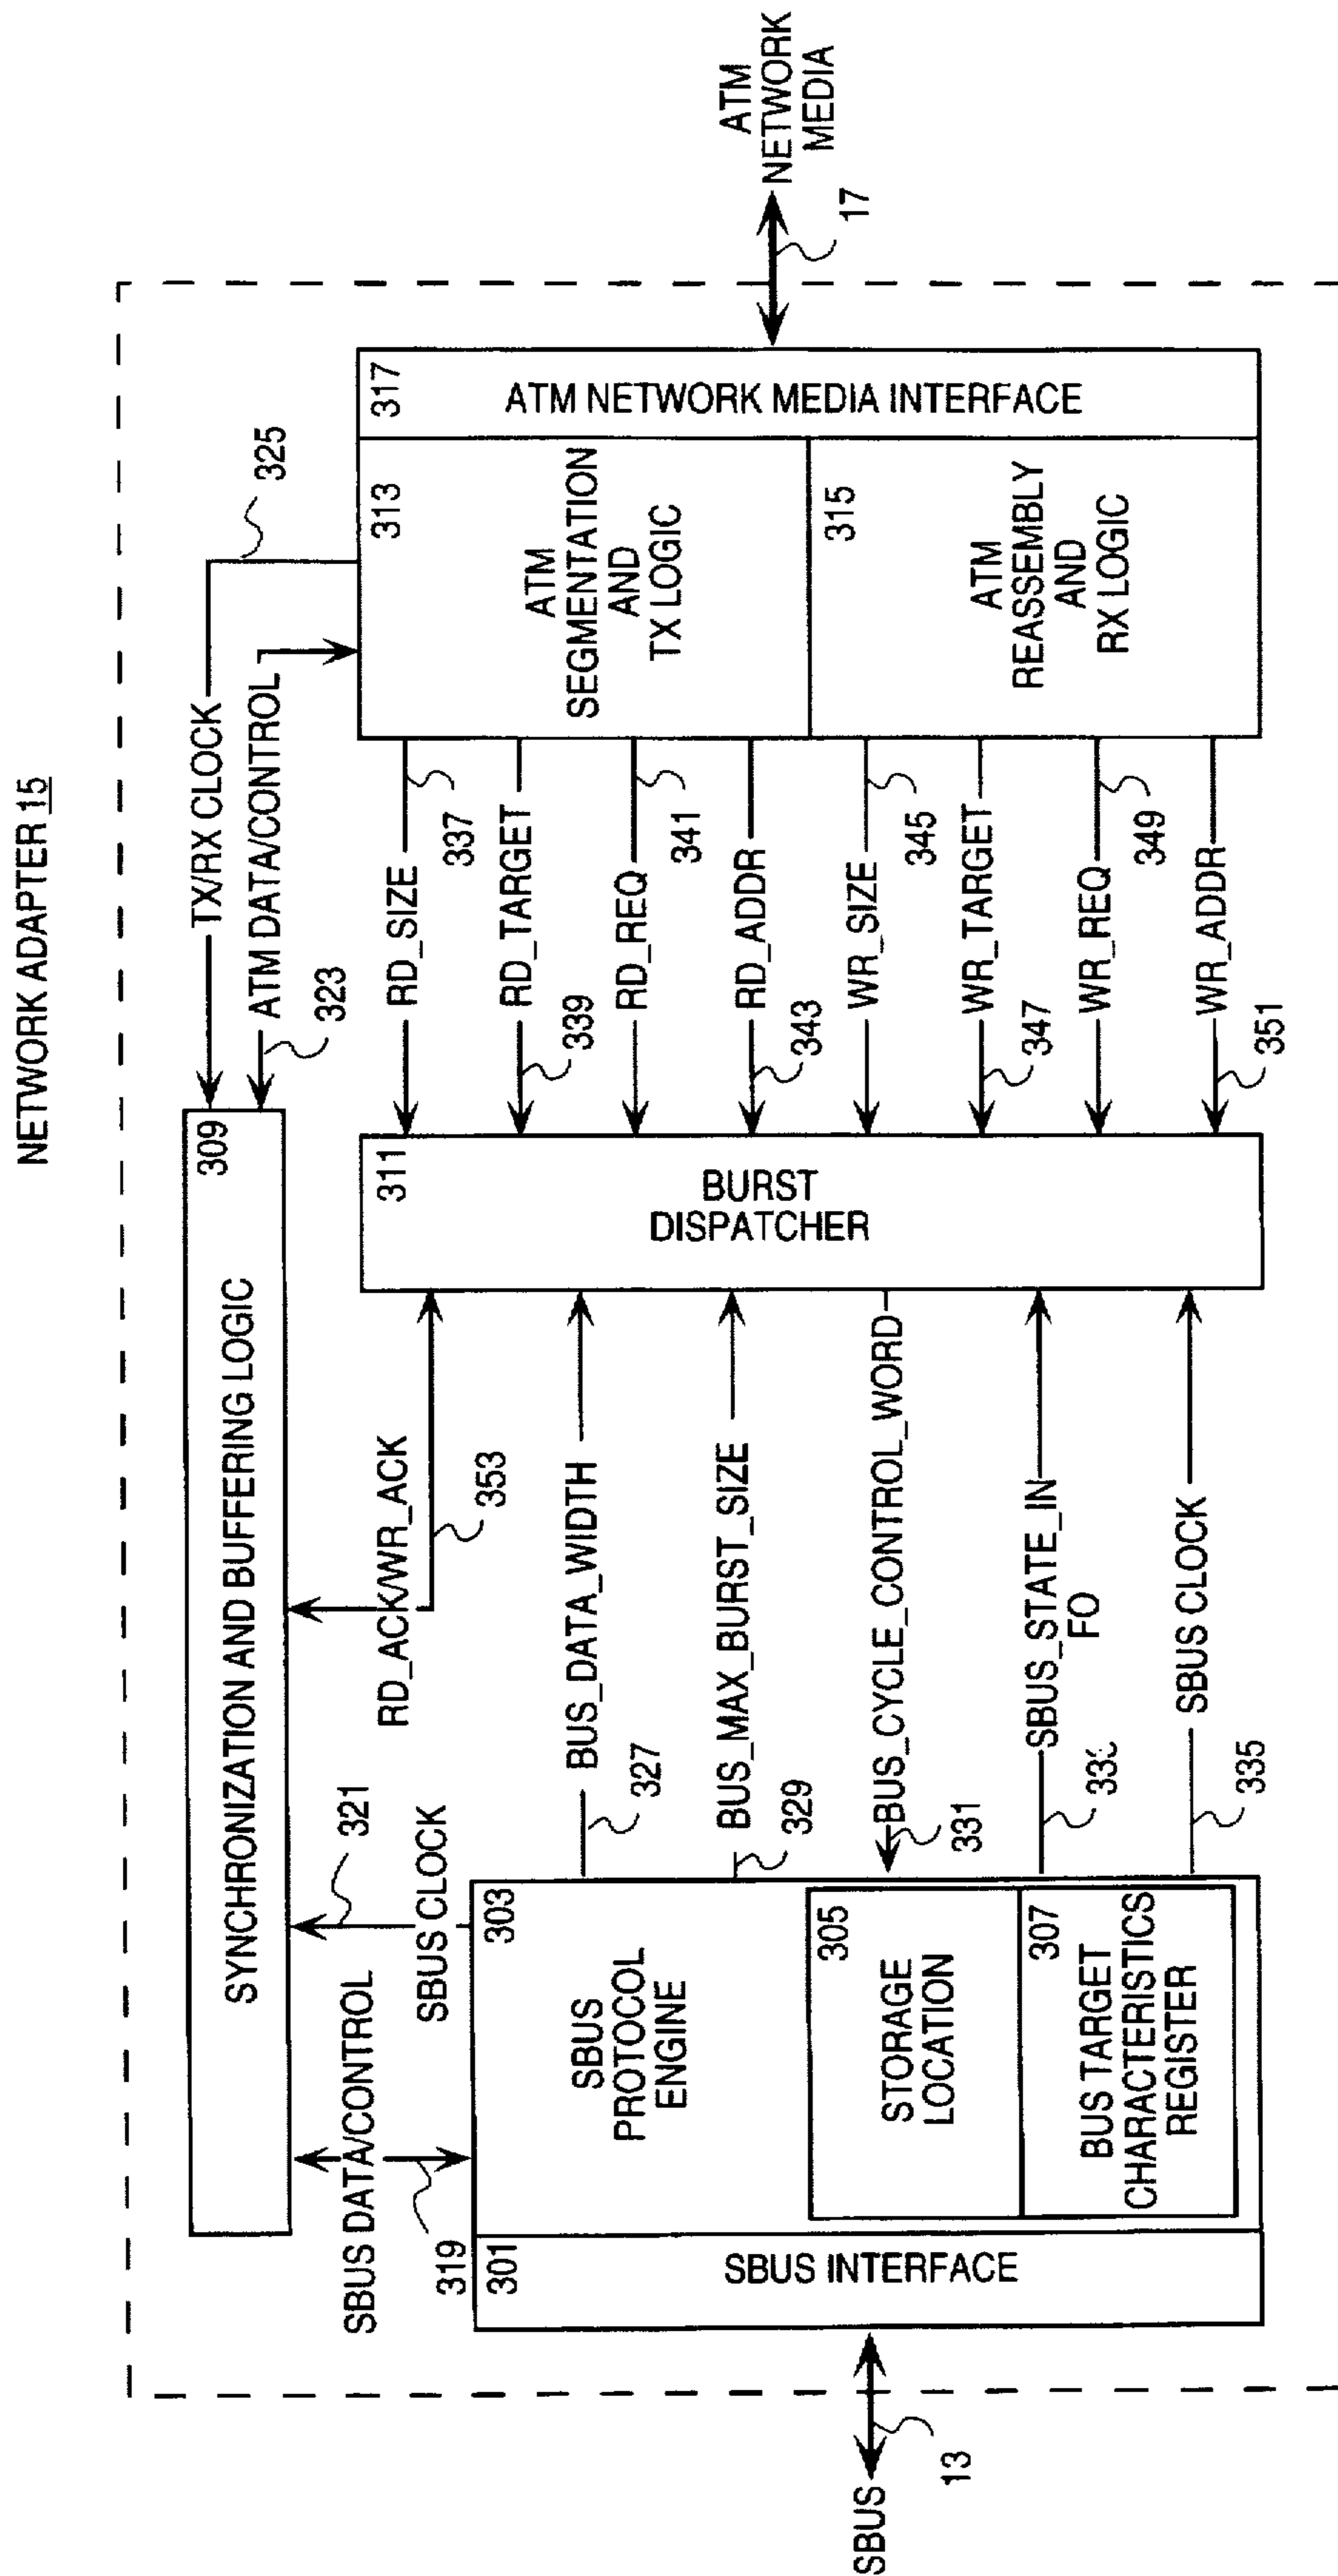 NETWORK ADAPTER 15
SYNCHRONIZATION AND BUFFERING LOGIC
309
TX/RX CLOCK
325
ATM DATA/CONTROL
323
SBUS DATA/CONTROL
319
SBUS CLOCK
321
RD_ACK/WR_ACK
353
SBUS
13
301
SBUS INTERFACE
303
SBUS
PROTOCOL
ENGINE
305
STORAGE
LOCATION
307
BUS TARGET
CHARACTERISTICS
REGISTER
BUS_DATA_WIDTH
327
BUS_MAX_BURST_SIZE
329
BUS_CYCLE_CONTROL_WORD
331
SBUS_STATE_IN
FO
SBUS CLOCK
335
311
BURST
DISPATCHER
RD_SIZE
337
RD_TARGET
339
RD_REQ
341
RD_ADDR
343
WR_SIZE
345
WR_TARGET
347
WR_REQ
349
WR_ADDR
351
313
ATM
SEGMENTATION
AND
TX LOGIC
315
ATM
REASSEMBLY
AND
RX LOGIC
317
ATM NETWORK MEDIA INTERFACE
17
ATM
NETWORK
MEDIA